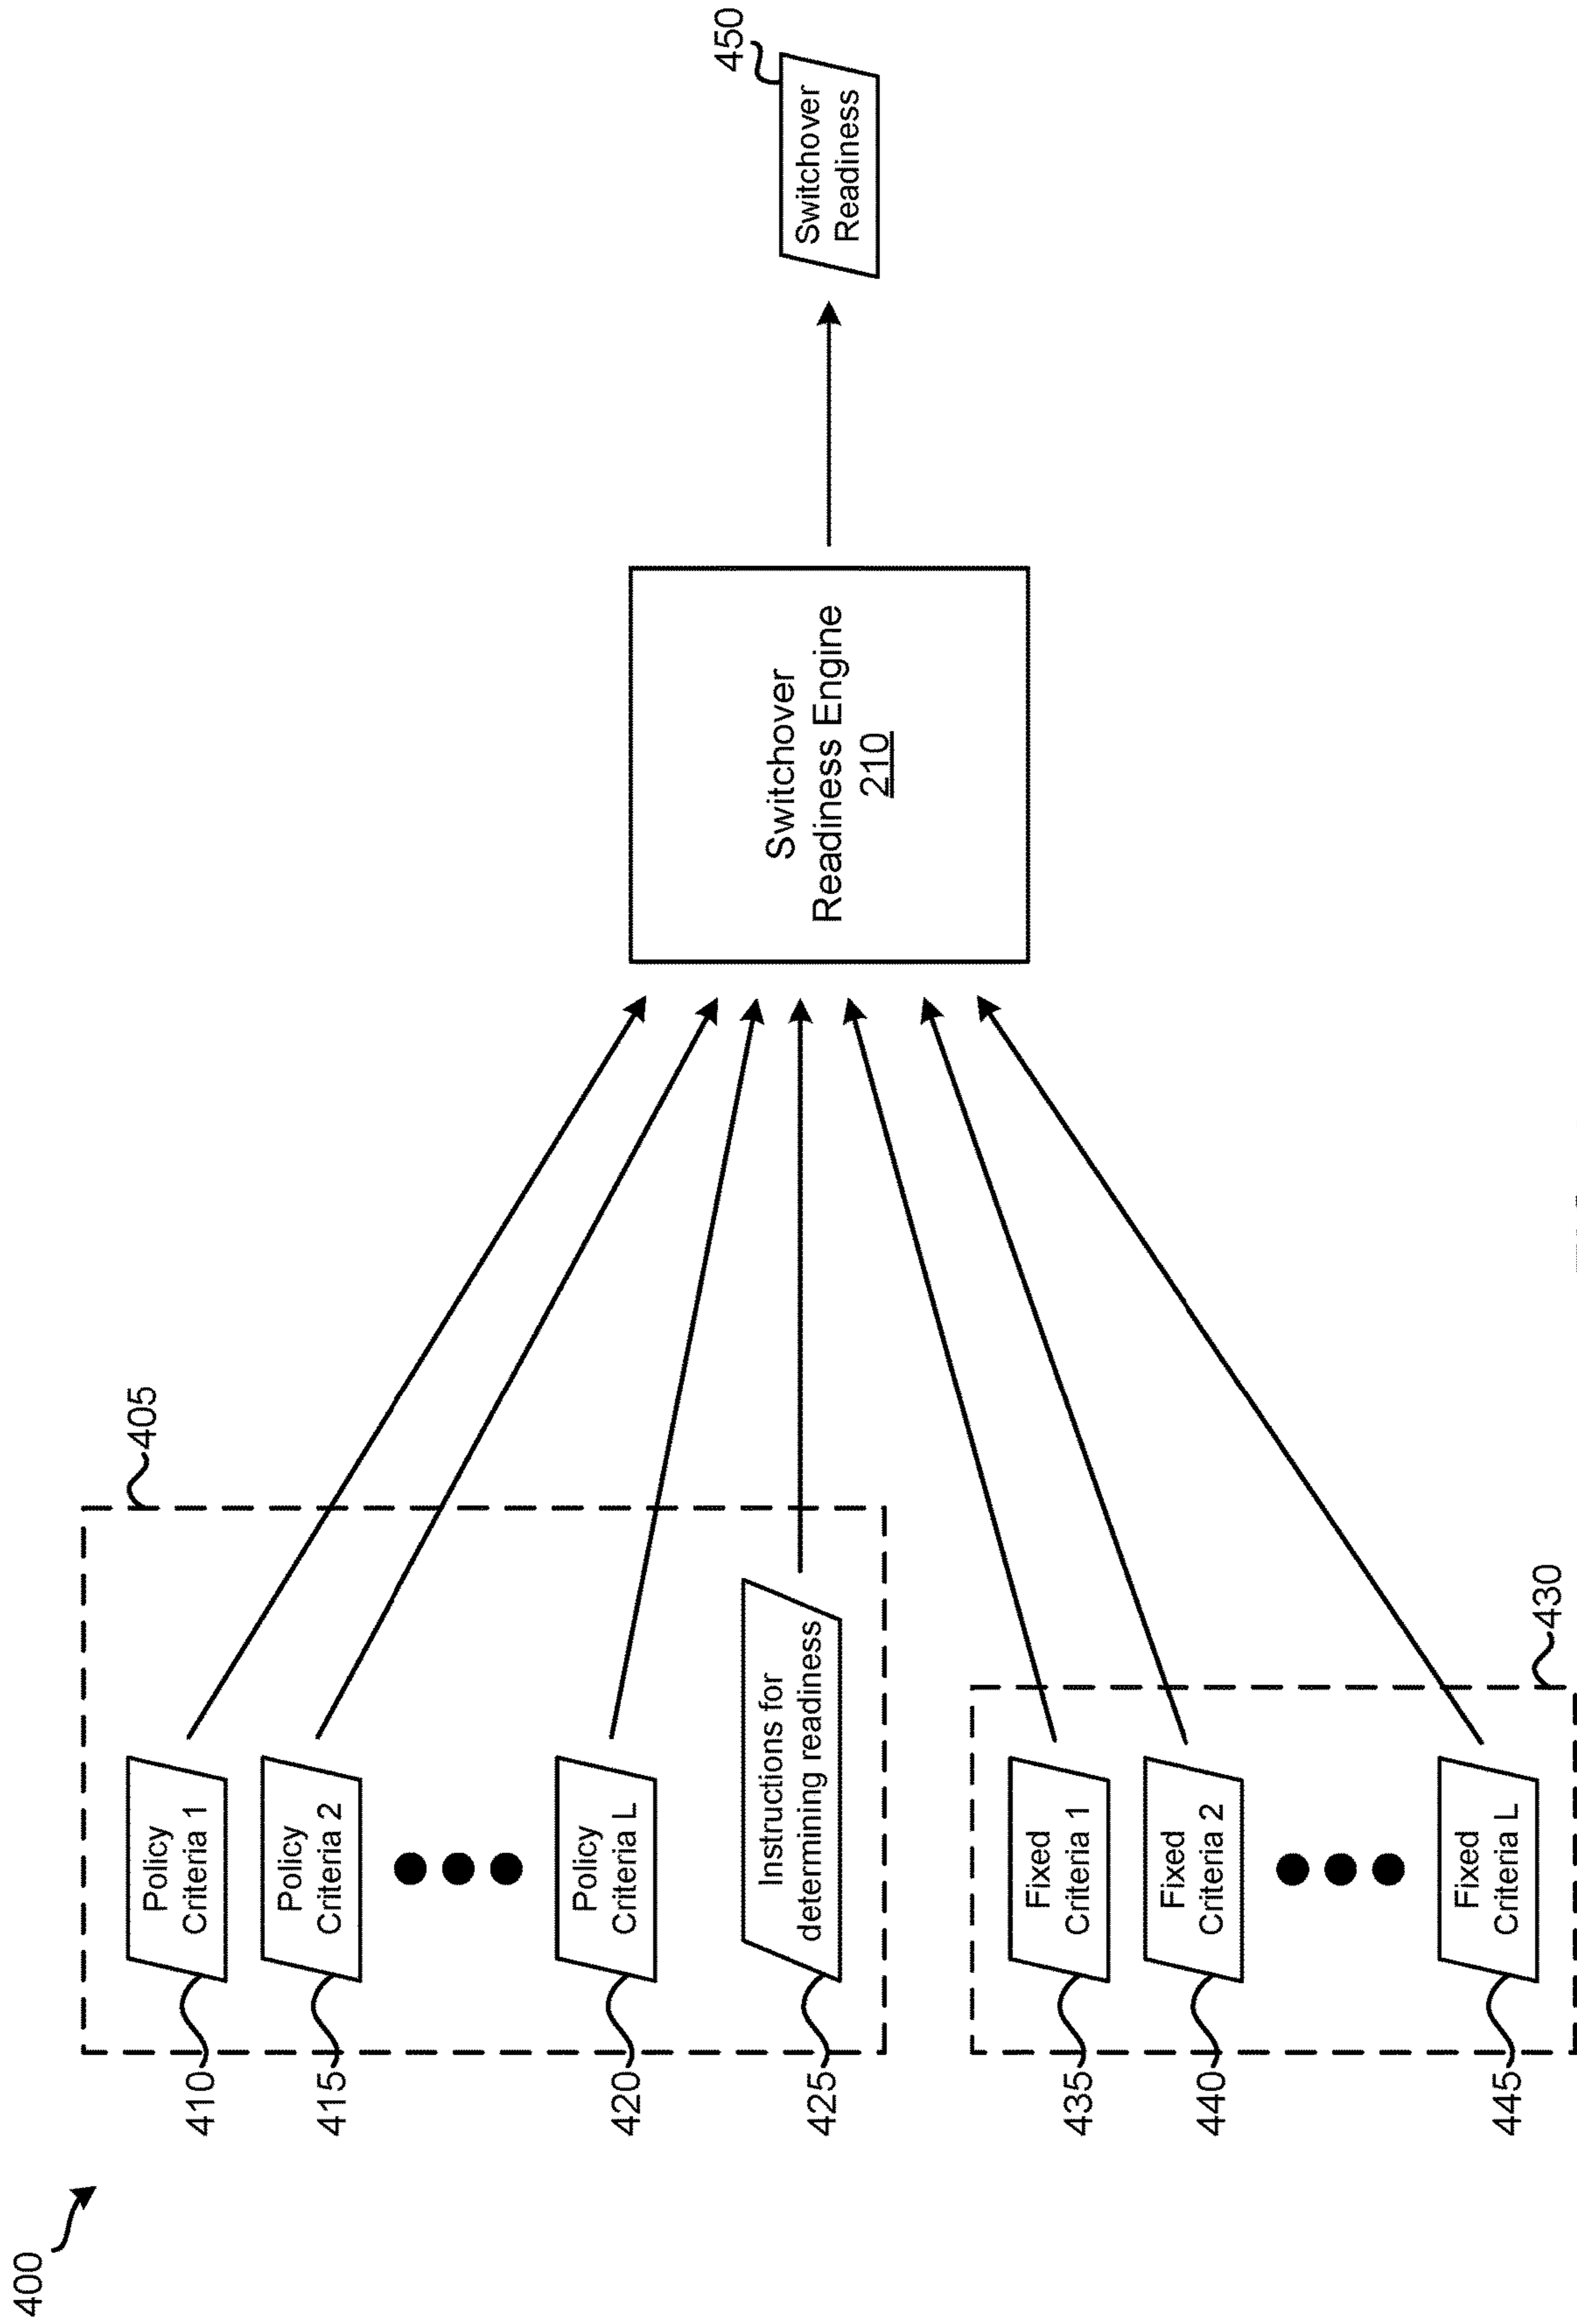 400
405
410
Policy
Criteria 1
415
Policy
Criteria 2
420
Policy
Criteria L
425
Instructions for
determining readiness
430
435
Fixed
Criteria 1
440
Fixed
Criteria 2
445
Fixed
Criteria L
Switchover
Readiness Engine
210
450
Switchover
Readiness